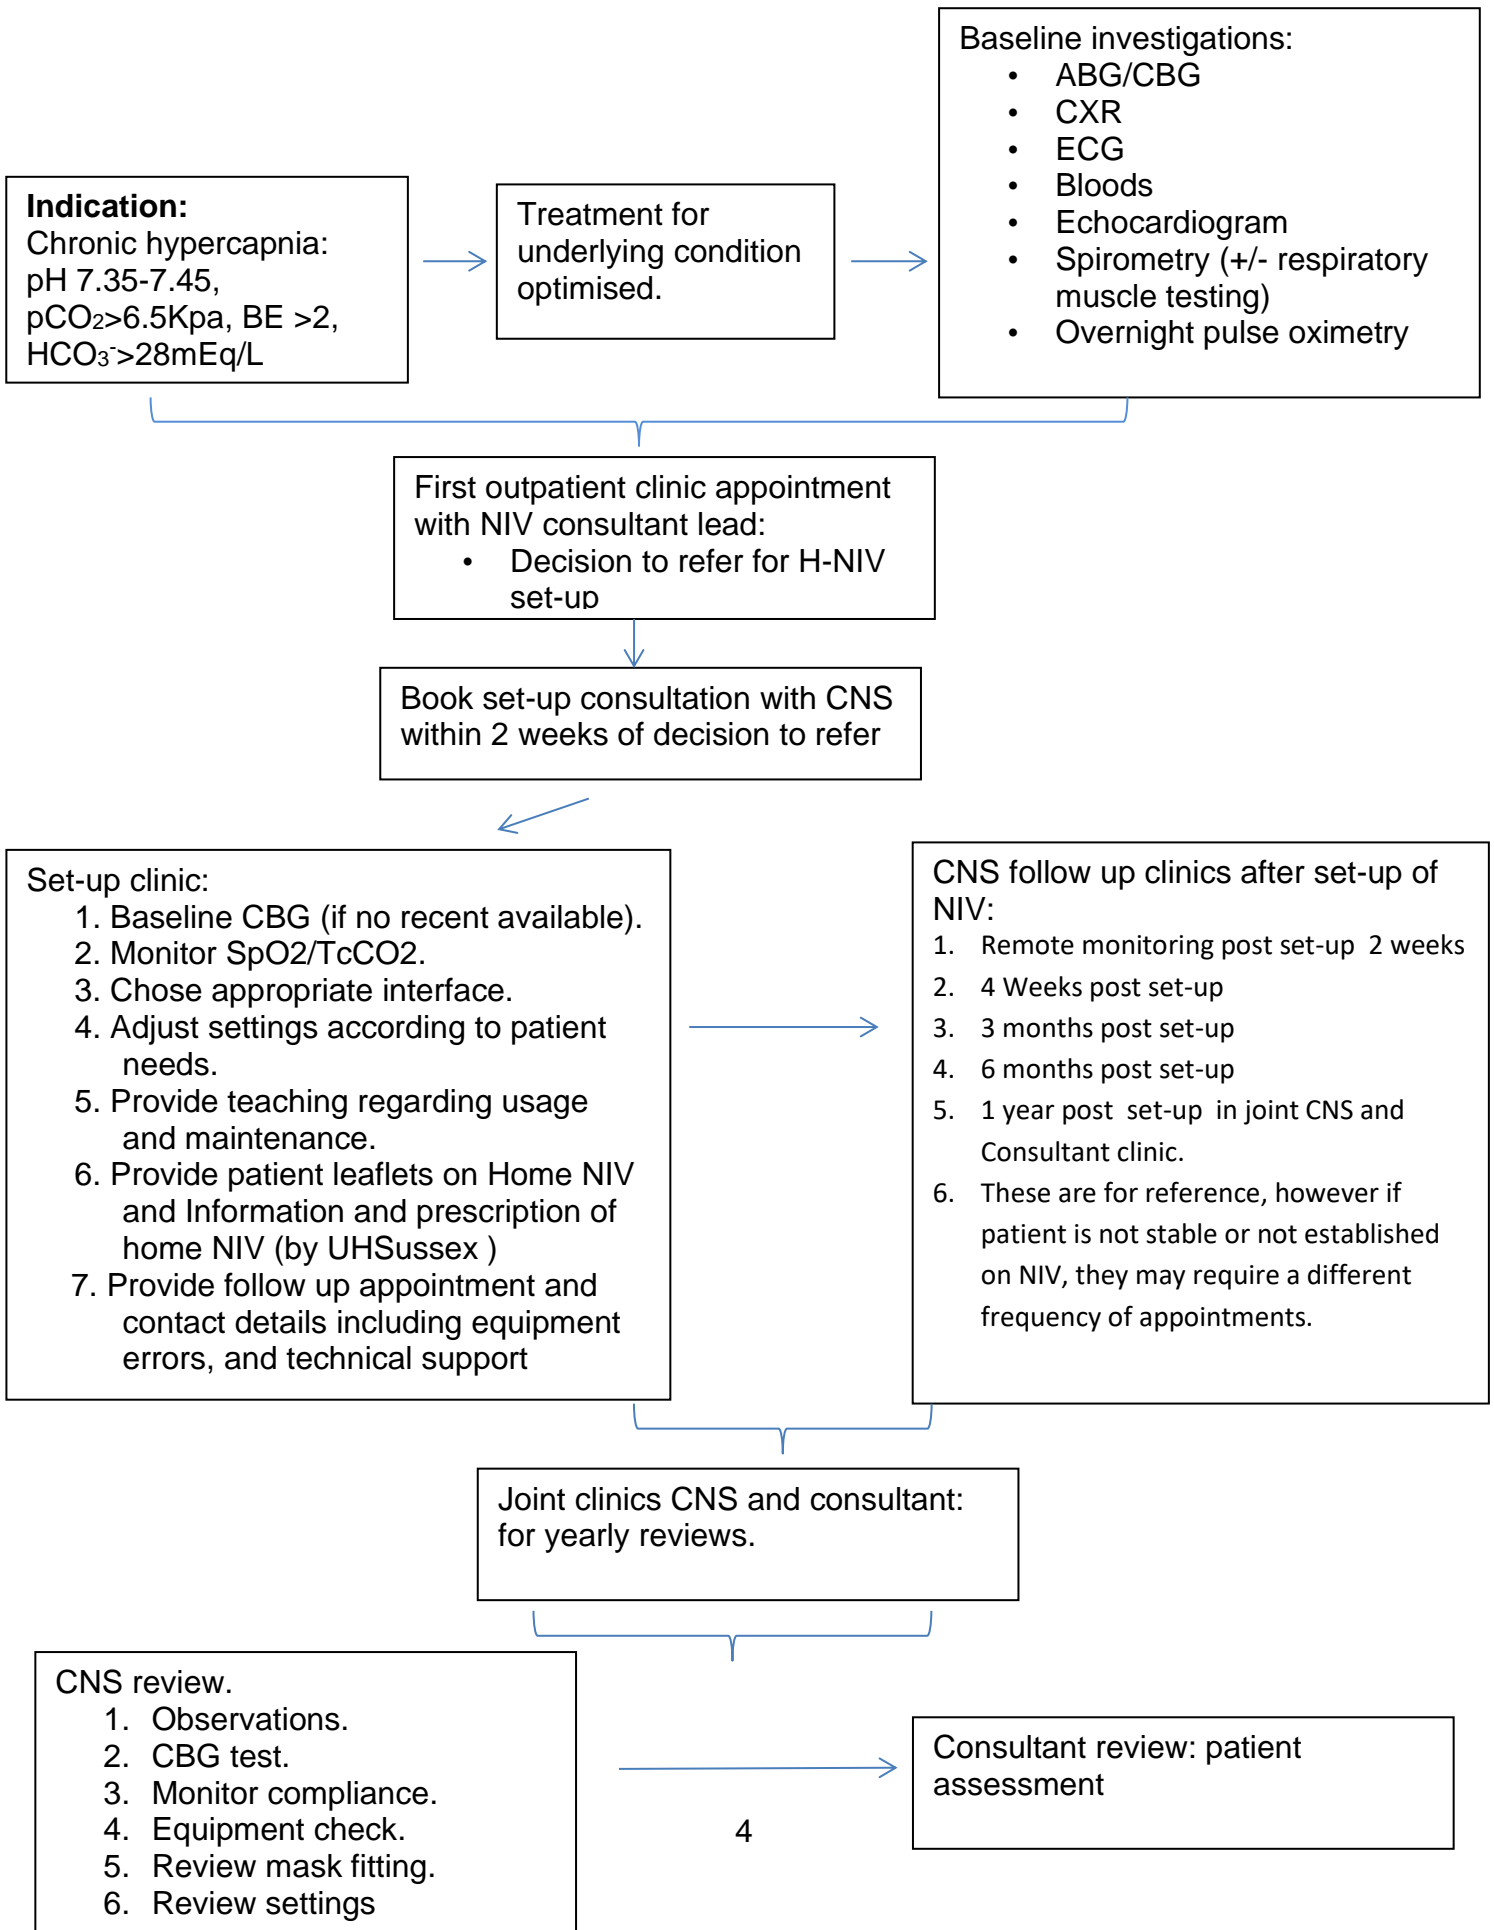 Baseline investigations:
• ABG/CBG
• CXR
• ECG
• Bloods
• Echocardiogram
• Spirometry (+/- respiratory
muscle testing)
• Overnight pulse oximetry
Indication:
Chronic hypercapnia:
pH 7.35-7.45,
pCO2>6.5Kpa, BE >2,
HCO3->28mEq/L
Treatment for
underlying condition
optimised.
First outpatient clinic appointment
with NIV consultant lead:
• Decision to refer for H-NIV
set-up
Book set-up consultation with CNS
within 2 weeks of decision to refer
Set-up clinic:
1. Baseline CBG (if no recent available).
2. Monitor SpO2/TcCO2.
3. Chose appropriate interface.
4. Adjust settings according to patient
needs.
5. Provide teaching regarding usage
and maintenance.
6. Provide patient leaflets on Home NIV
and Information and prescription of
home NIV (by UHSussex )
7. Provide follow up appointment and
contact details including equipment
errors, and technical support
CNS follow up clinics after set-up of
NIV:
1. Remote monitoring post set-up 2 weeks
2. 4 Weeks post set-up
3. 3 months post set-up
4. 6 months post set-up
5. 1 year post set-up in joint CNS and
Consultant clinic.
6. These are for reference, however if
patient is not stable or not established
on NIV, they may require a different
frequency of appointments.
Joint clinics CNS and consultant:
for yearly reviews.
CNS review.
1. Observations.
2. CBG test.
3. Monitor compliance.
4. Equipment check.
5. Review mask fitting.
6. Review settings
Consultant review: patient
assessment
4